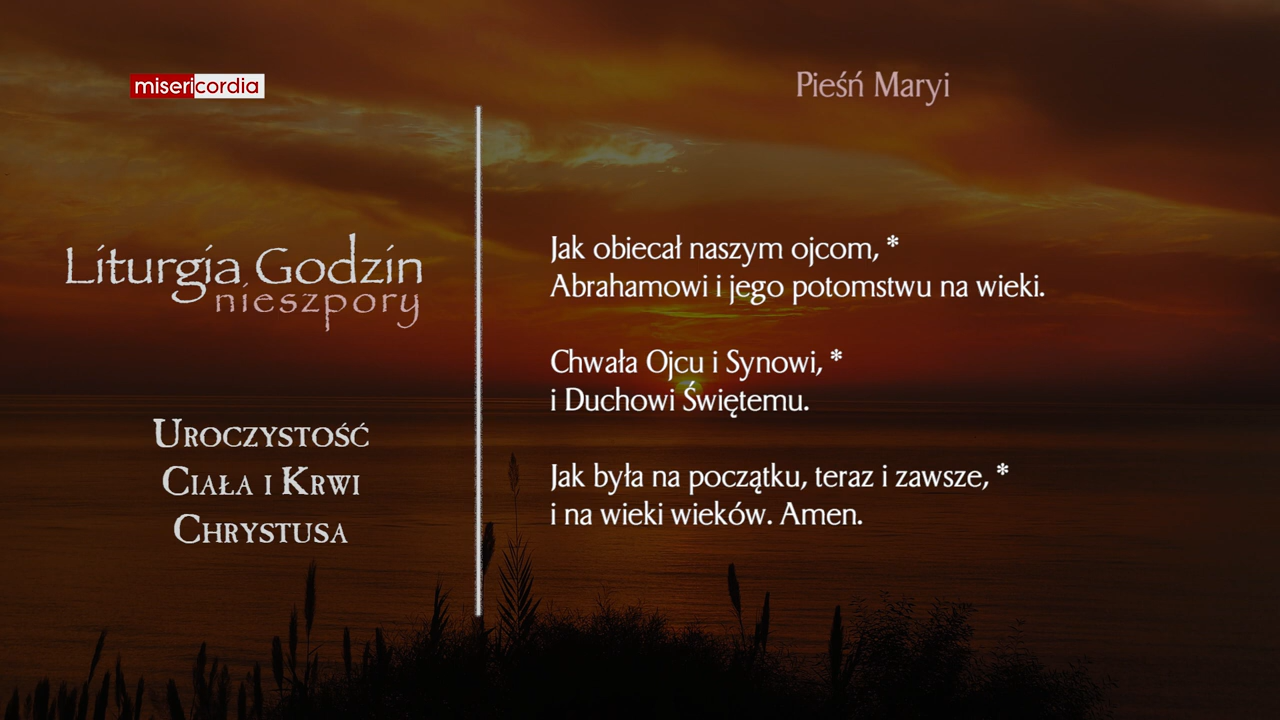 misericordia
Pieśń Maryi
Liturgia Godzin
nieszpory
Uroczystość
Ciała i Krwi
Chrystusa
Jak obiecał naszym ojcom, *
Abrahamowi i jego potomstwu na wieki.
Chwała Ojcu i Synowi, *
i Duchowi Świętemu.
Jak była na początku, teraz i zawsze, *
i na wieki wieków. Amen.